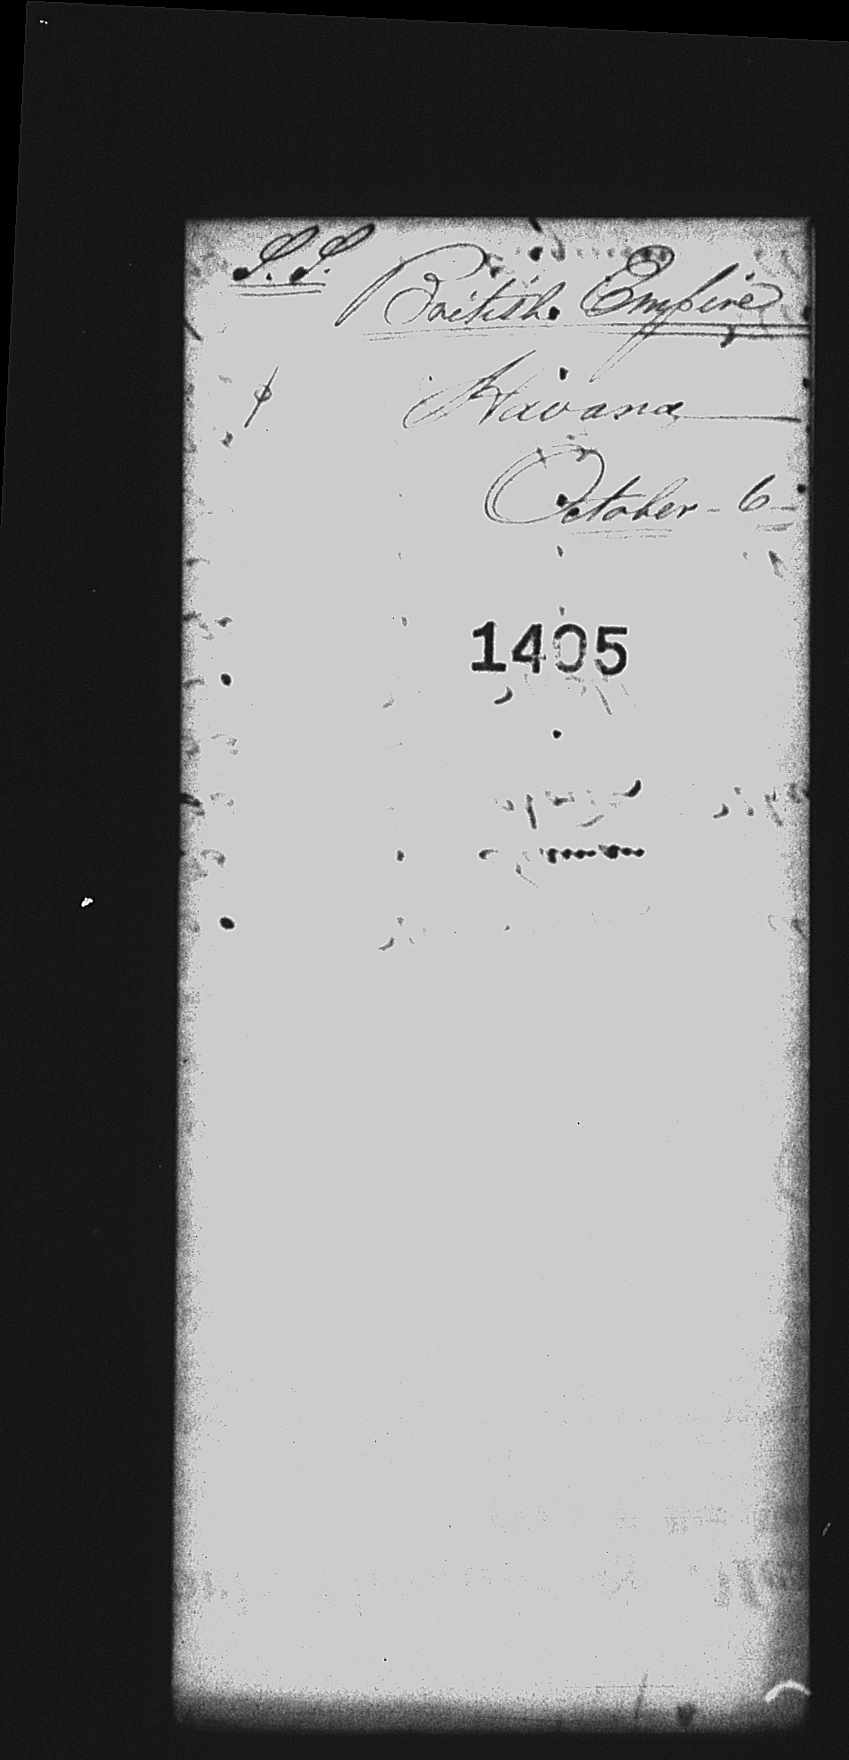 S.S. British Empire
Havana
October - 6 -
1405